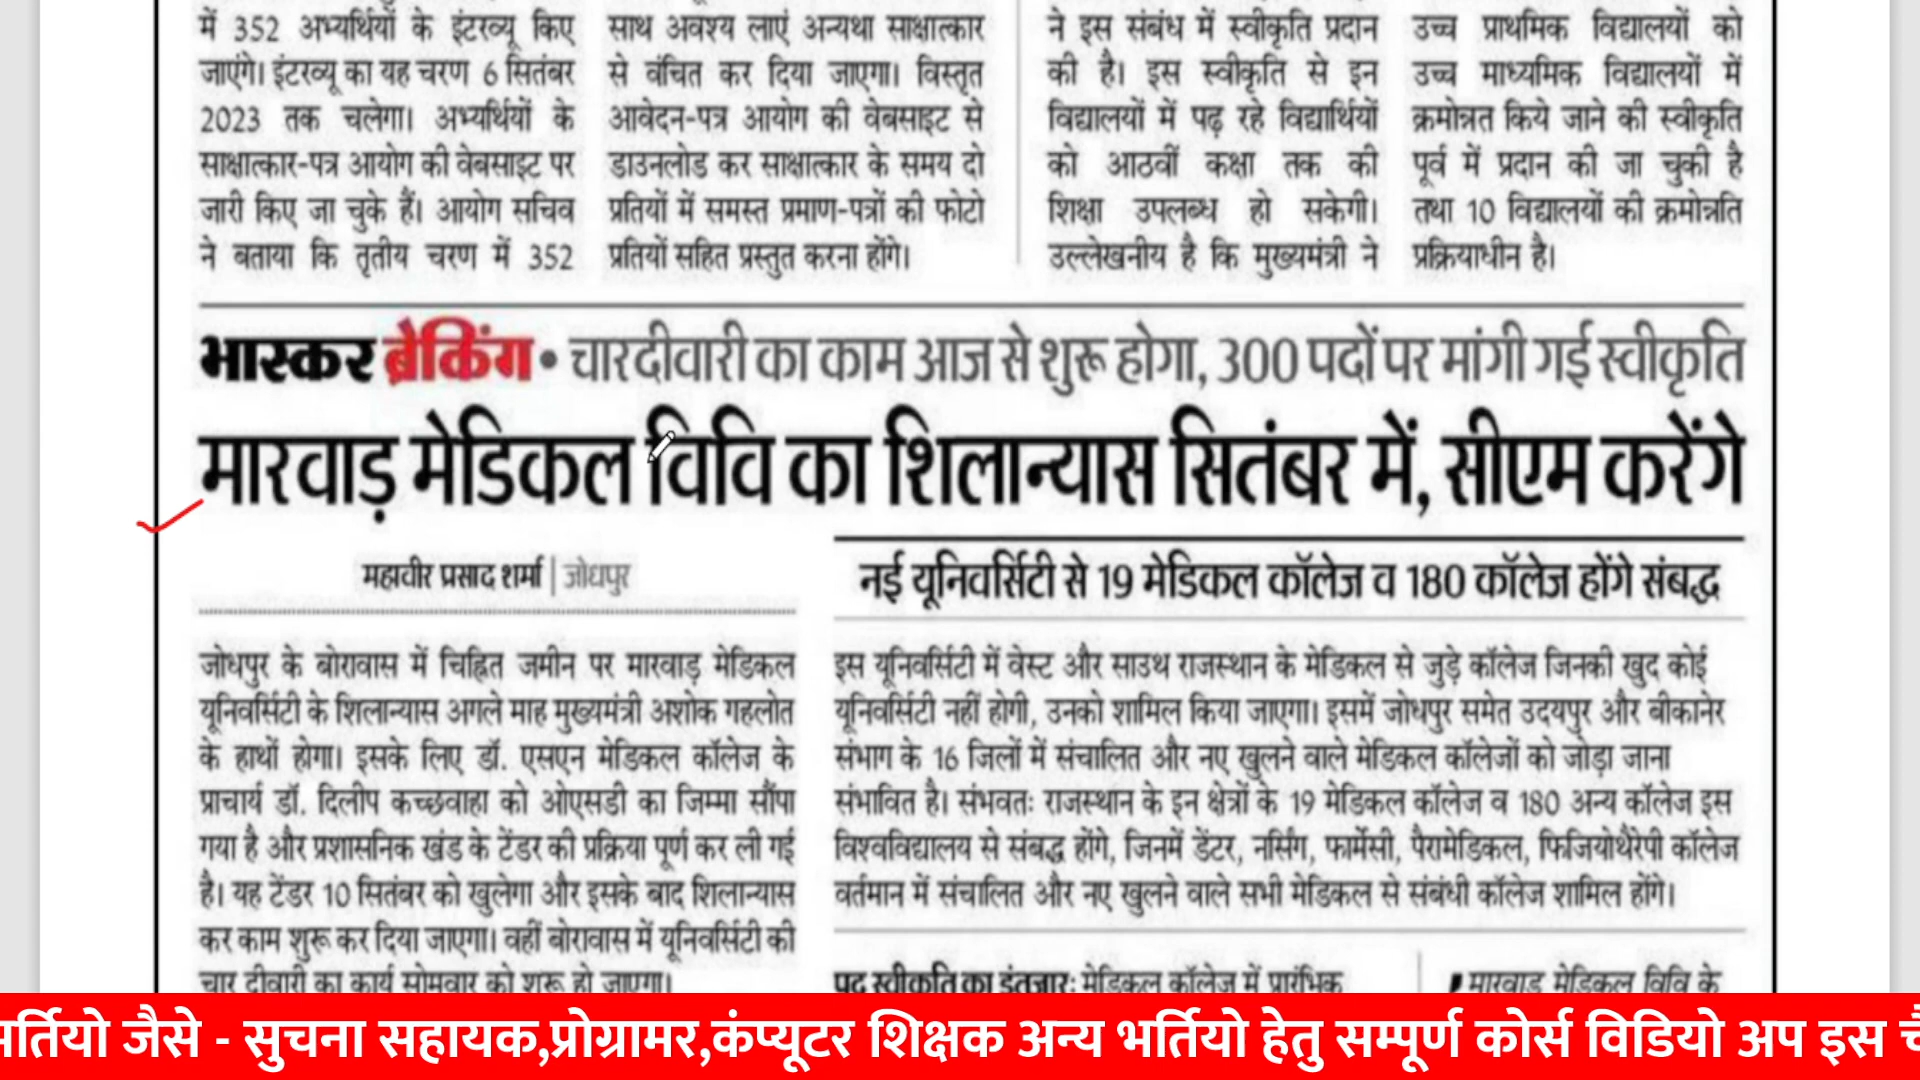 में 352 अभ्यर्थियों के इंटरव्यू किए
जाएंगे। इंटरव्यू का यह चरण 6 सितंबर
2023 तक चलेगा। अभ्यर्थियों के
साक्षात्कार-पत्र आयोग की वेबसाइट पर
जारी किए जा चुके हैं। आयोग सचिव
ने बताया कि तृतीय चरण में 352
साथ अवश्य लाएं अन्यथा साक्षात्कार
से वंचित कर दिया जाएगा। विस्तृत
आवेदन-पत्र आयोग की वेबसाइट से
डाउनलोड कर साक्षात्कार के समय दो
प्रतियों में समस्त प्रमाण-पत्रों की फोटो
प्रतियों सहित प्रस्तुत करना होंगे।
ने इस संबंध में स्वीकृति प्रदान
की है। इस स्वीकृति से इन
विद्यालयों में पढ़ रहे विद्यार्थियों
को आठवीं कक्षा तक की
शिक्षा उपलब्ध हो सकेगी।
उल्लेखनीय है कि मुख्यमंत्री ने
उच्च प्राथमिक विद्यालयों को
उच्च माध्यमिक विद्यालयों में
क्रमोन्नत किये जाने की स्वीकृति
पूर्व में प्रदान की जा चुकी है
तथा 10 विद्यालयों की क्रमोन्नति
प्रक्रियाधीन है।
भास्कर ब्रेकिंग • चारदीवारी का काम आज से शुरू होगा, 300 पदों पर मांगी गई स्वीकृति
मारवाड़ मेडिकल विवि का शिलान्यास सितंबर में, सीएम करेंगे
महावीर प्रसाद शर्मा | जोधपुर
जोधपुर के बोरावास में चिह्नित जमीन पर मारवाड़ मेडिकल
यूनिवर्सिटी के शिलान्यास अगले माह मुख्यमंत्री अशोक गहलोत
के हाथों होगा। इसके लिए डॉ. एसएन मेडिकल कॉलेज के
प्राचार्य डॉ. दिलीप कच्छवाहा को ओएसडी का जिम्मा सौंपा
गया है और प्रशासनिक खंड के टेंडर की प्रक्रिया पूर्ण कर ली गई
है। यह टेंडर 10 सितंबर को खुलेगा और इसके बाद शिलान्यास
कर काम शुरू कर दिया जाएगा। वहीं बोरावास में यूनिवर्सिटी की
चार दीवारी का कार्य सोमवार को शुरू हो जाएगा।
नई यूनिवर्सिटी से 19 मेडिकल कॉलेज व 180 कॉलेज होंगे संबद्ध
इस यूनिवर्सिटी में वेस्ट और साउथ राजस्थान के मेडिकल से जुड़े कॉलेज जिनकी खुद कोई
यूनिवर्सिटी नहीं होगी, उनको शामिल किया जाएगा। इसमें जोधपुर समेत उदयपुर और बीकानेर
संभाग के 16 जिलों में संचालित और नए खुलने वाले मेडिकल कॉलेजों को जोड़ा जाना
संभावित है। संभवतः राजस्थान के इन क्षेत्रों के 19 मेडिकल कॉलेज व 180 अन्य कॉलेज इस
विश्वविद्यालय से संबद्ध होंगे, जिनमें डेंटर, नर्सिंग, फार्मेसी, पैरामेडिकल, फिजियोथैरेपी कॉलेज
वर्तमान में संचालित और नए खुलने वाले सभी मेडिकल से संबंधी कॉलेज शामिल होंगे।
पद स्वीकृति का इंतजार: मेडिकल कॉलेज में प्रारंभिक
मारवाड़ मेडिकल विवि के
भर्तियो जैसे - सुचना सहायक,प्रोग्रामर,कंप्यूटर शिक्षक अन्य भर्तियो हेतु सम्पूर्ण कोर्स विडियो अप इस